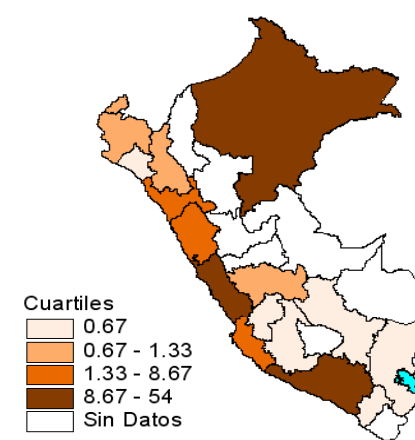 Cuartiles
0.67
0.67 - 1.33
1.33 - 8.67
8.67 - 54
Sin Datos